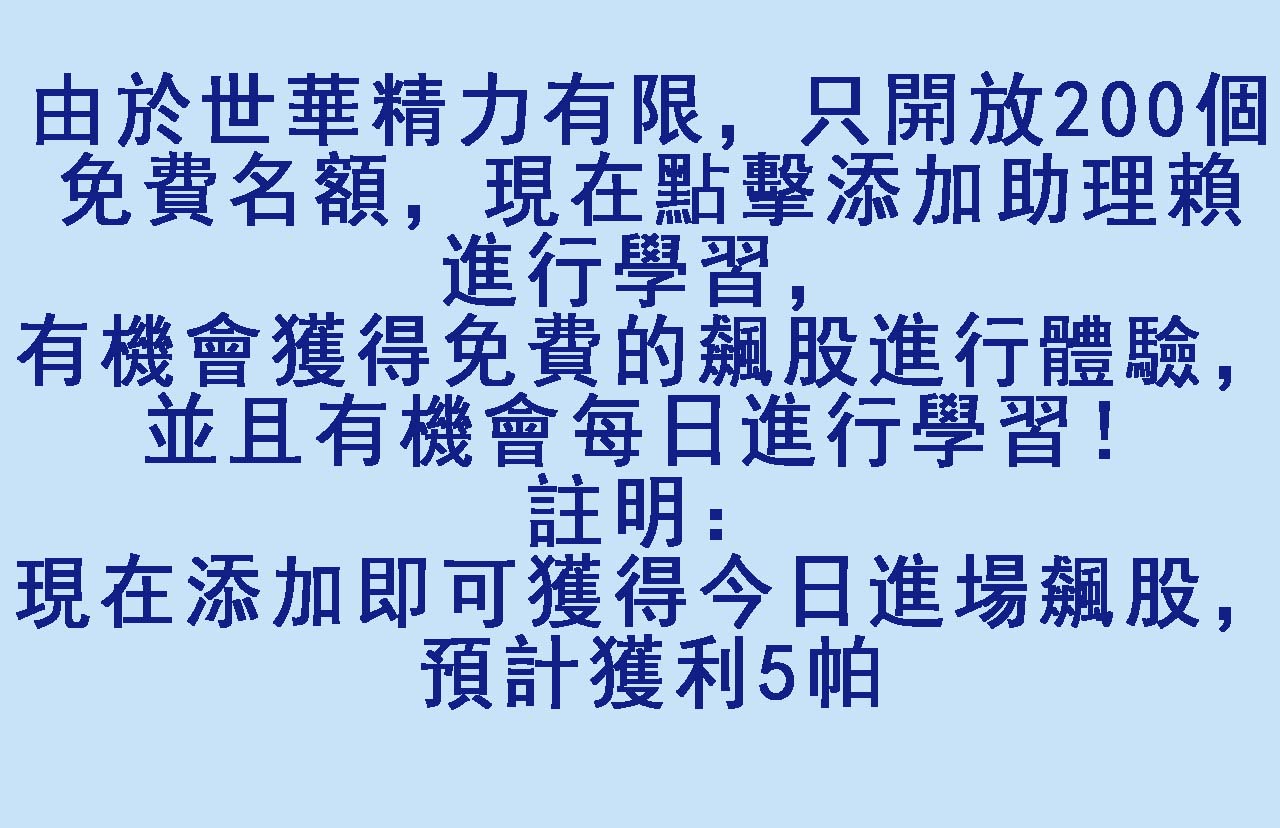 由於世華精力有限，只開放200個
免費名額，現在點擊添加助理賴
進行學習，
有機會獲得免費的飆股進行體驗，
並且有機會每日進行學習！
註明：
現在添加即可獲得今日進場飆股，
預計獲利5帕